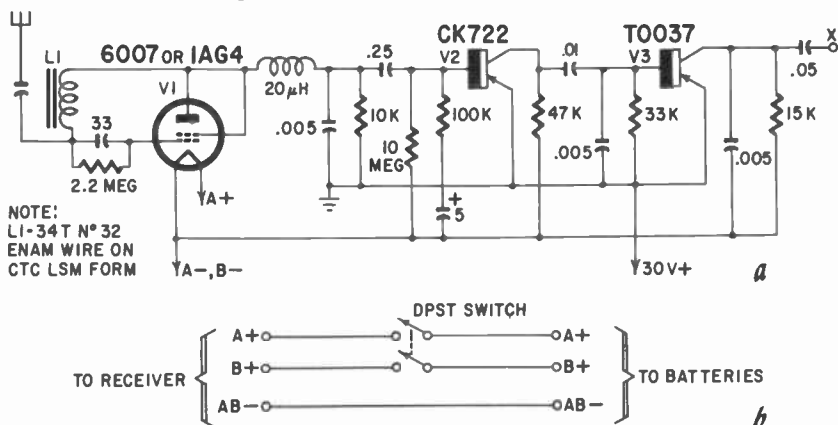 L1
6007 OR 1AG4
V1
33
2.2 MEG
A+
NOTE:
L1-34T Nº32
ENAM WIRE ON
CTC LSM FORM
A-,B-
20µH
.005
10K
.25
10
MEG
V2
CK722
100K
+
5
.01
47K
.005
V3
T0037
33K
.005
15K
.05
X
30V+
a
DPST SWITCH
TO RECEIVER
A+
B+
AB-
A+
B+
AB-
TO BATTERIES
b